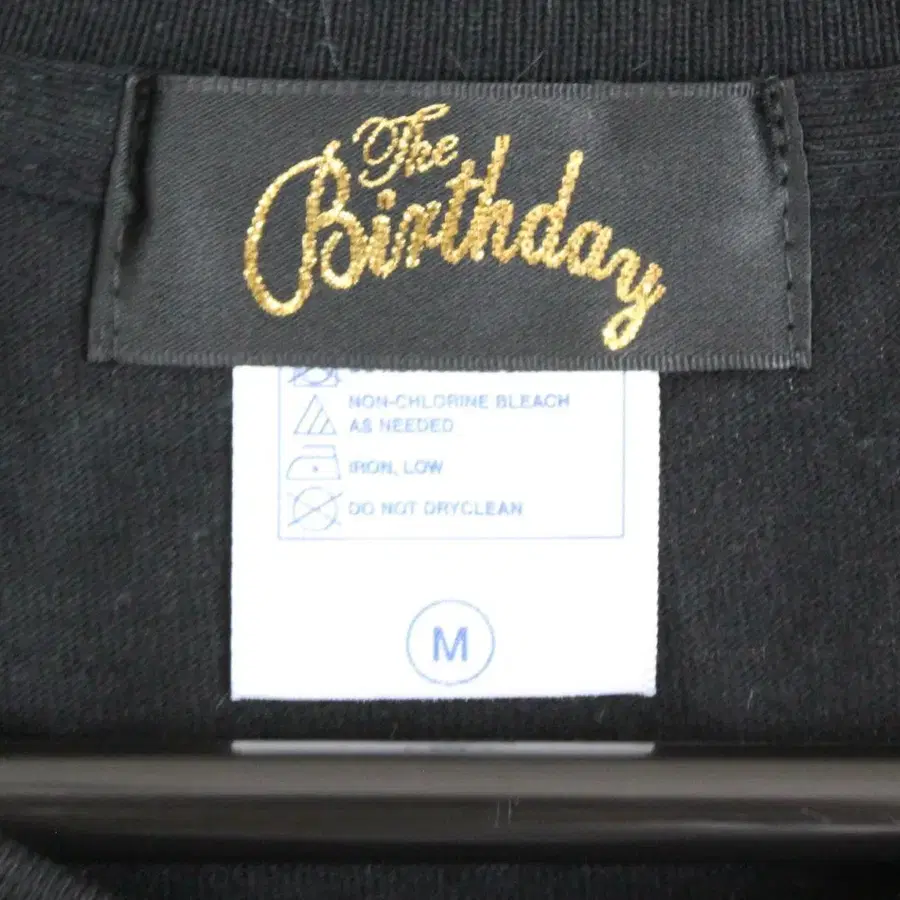 The
Birthday
NON-CHLORINE BLEACH
AS NEEDED
IRON, LOW
DO NOT DRYCLEAN
M